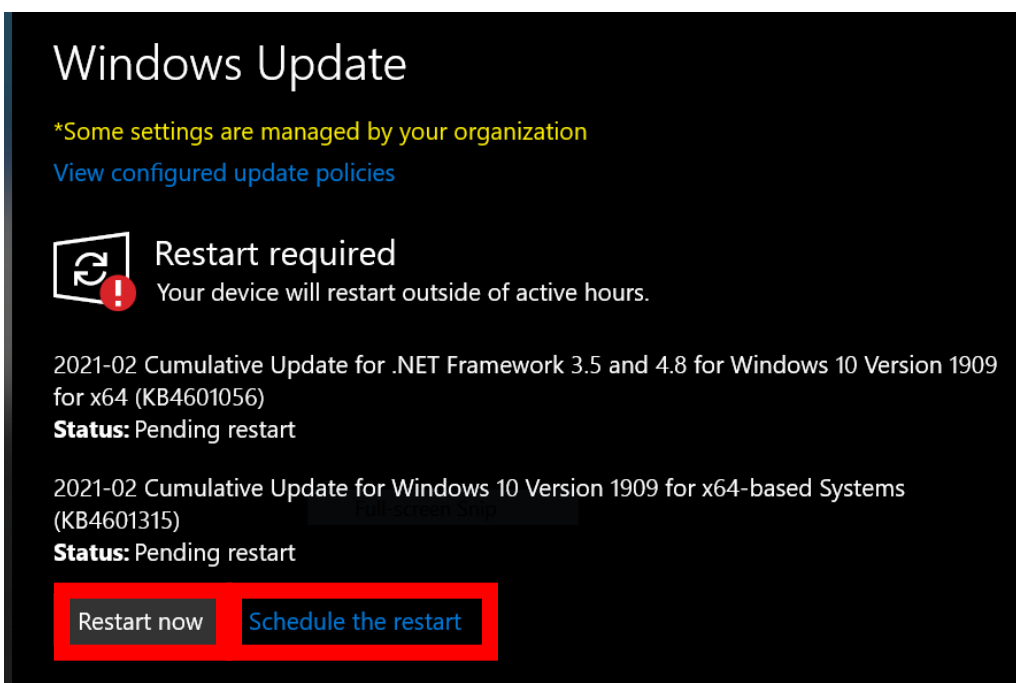 Windows Update
*Some settings are managed by your organization
View configured update policies
Restart required
Your device will restart outside of active hours.
2021-02 Cumulative Update for .NET Framework 3.5 and 4.8 for Windows 10 Version 1909
for x64 (KB4601056)
Status: Pending restart
2021-02 Cumulative Update for Windows 10 Version 1909 for x64-based Systems
(KB4601315)
Full-screen Snip
Status: Pending restart
Restart now Schedule the restart